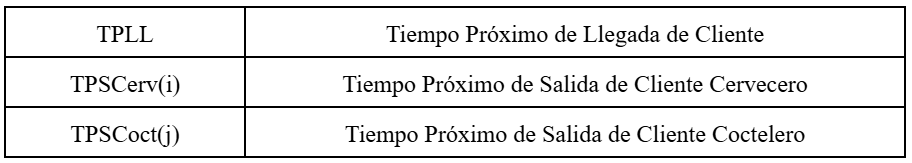 TPLL Tiempo Próximo de Llegada de Cliente
TPSCerv(i) Tiempo Próximo de Salida de Cliente Cervecero
TPSCoct(j) Tiempo Próximo de Salida de Cliente Coctelero